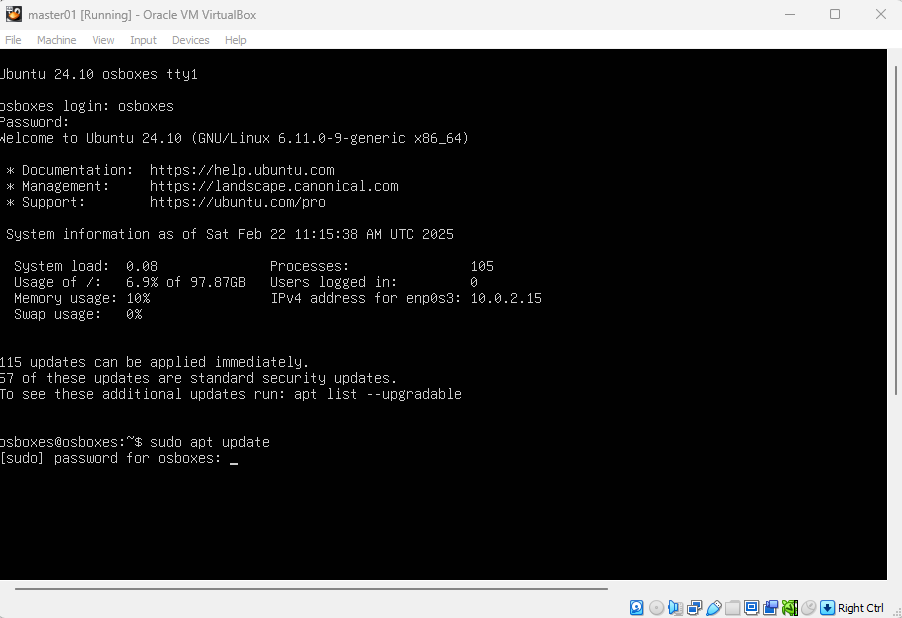 master01 [Running] - Oracle VM VirtualBox
File Machine View Input Devices Help
Ubuntu 24.10 osboxes tty1
osboxes login: osboxes
Password:
Welcome to Ubuntu 24.10 (GNU/Linux 6.11.0-9-generic x86_64)
* Documentation: https://help.ubuntu.com
* Management: https://landscape.canonical.com
* Support: https://ubuntu.com/pro
System information as of Sat Feb 22 11:15:38 AM UTC 2025
System load: 0.08 Processes: 105
Usage of /: 6.9% of 97.87GB Users logged in: 0
Memory usage: 10% IPv4 address for enp0s3: 10.0.2.15
Swap usage: 0%
115 updates can be applied immediately.
57 of these updates are standard security updates.
To see these additional updates run: apt list --upgradable
osboxes@osboxes:~$ sudo apt update
[sudo] password for osboxes: _
Right Ctrl